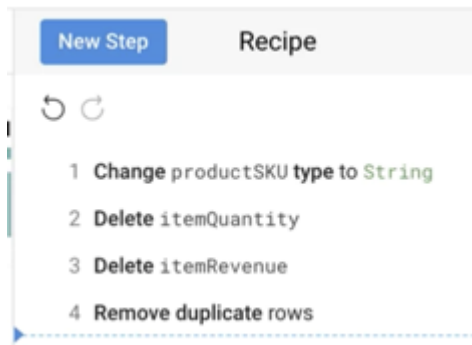 New Step Recipe
1 Change productSKU type to String
2 Delete itemQuantity
3 Delete itemRevenue
4 Remove duplicate rows